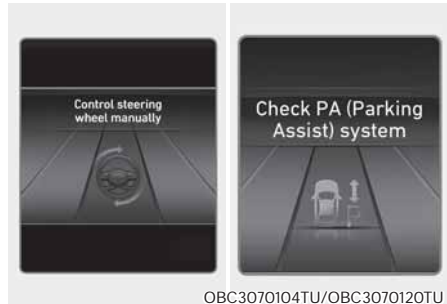 Control steering
wheel manually
Check PA (Parking
Assist) system
OBC3070104TU/OBC3070120TU